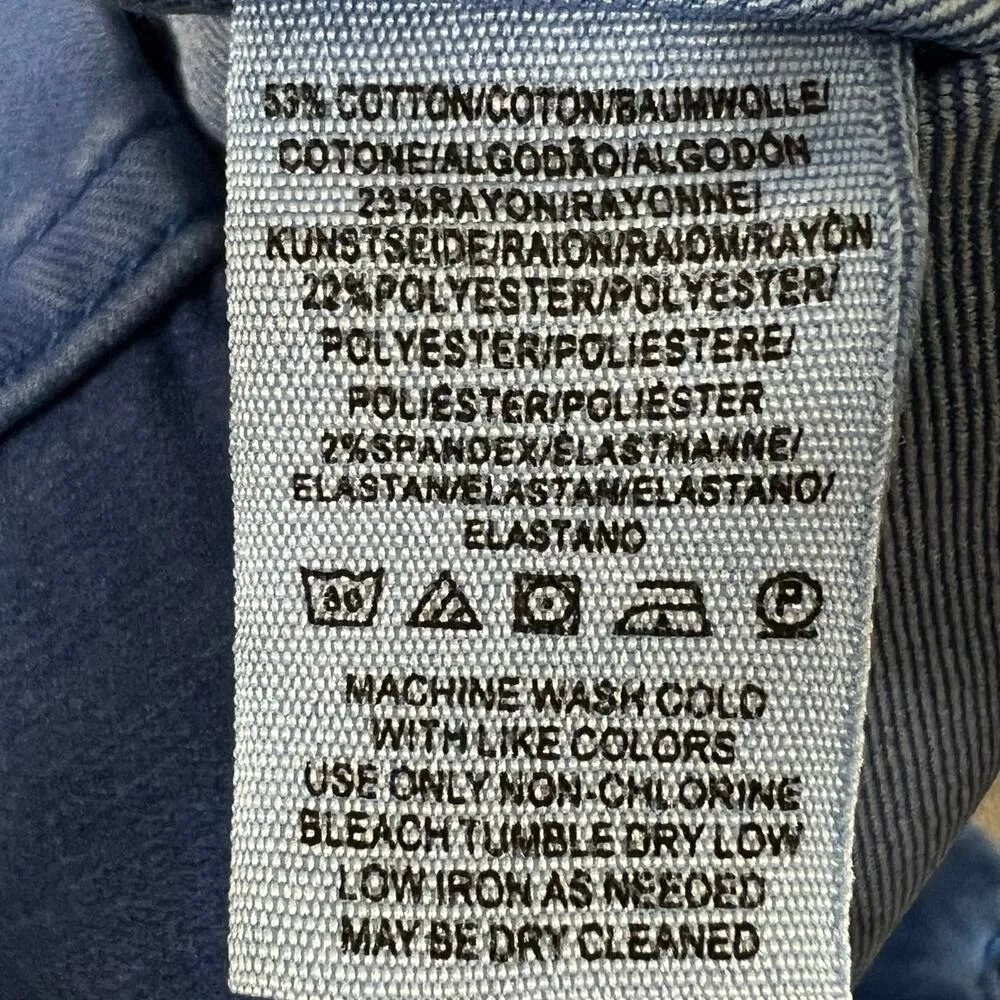 53% COTTON/COTON/BAUMWOLLE/
COTONE/ALGODÃO/ALGODÓN
23%RAYON/RAYONNE/
KUNSTSEIDE/RAION/RAIOM/RAYÓN
22%POLYESTER/POLYESTER/
POLYESTER/POLIESTERE/
POLIÉSTER/POLIÉSTER
2%SPANDEX/ÉLASTHANNE/
ELASTAN/ELASTAN/ELASTANO/
ELASTANO
30 P
MACHINE WASH COLD
WITH LIKE COLORS
USE ONLY NON-CHLORINE
BLEACH TUMBLE DRY LOW
LOW IRON AS NEEDED
MAY BE DRY CLEANED